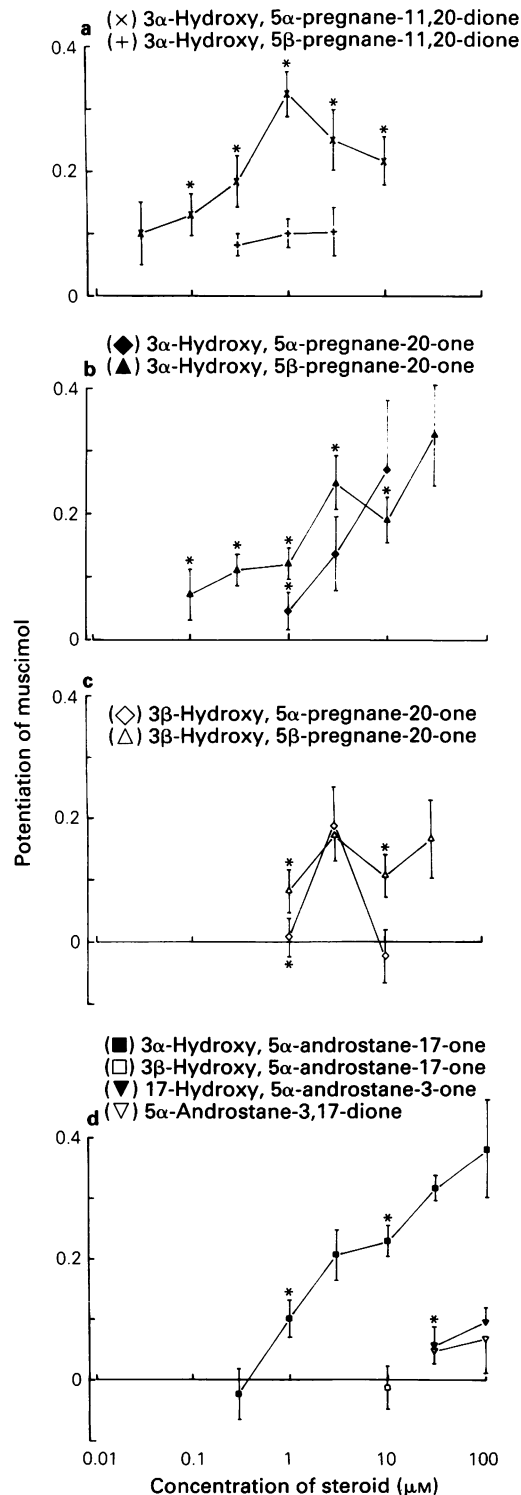 a
(×) 3α-Hydroxy, 5α-pregnane-11,20-dione
(+) 3α-Hydroxy, 5β-pregnane-11,20-dione
0.4
0.2
0
* * * * *
b
(◆) 3α-Hydroxy, 5α-pregnane-20-one
(▲) 3α-Hydroxy, 5β-pregnane-20-one
0.4
0.2
0
* * * * * *
Potentiation of muscimol
c
(◇) 3β-Hydroxy, 5α-pregnane-20-one
(△) 3β-Hydroxy, 5β-pregnane-20-one
0.4
0.2
0
* * *
d
(■) 3α-Hydroxy, 5α-androstane-17-one
(□) 3β-Hydroxy, 5α-androstane-17-one
(▼) 17-Hydroxy, 5α-androstane-3-one
(▽) 5α-Androstane-3,17-dione
0.4
0.2
0
* * *
0.01 0.1 1 10 100
Concentration of steroid (μM)